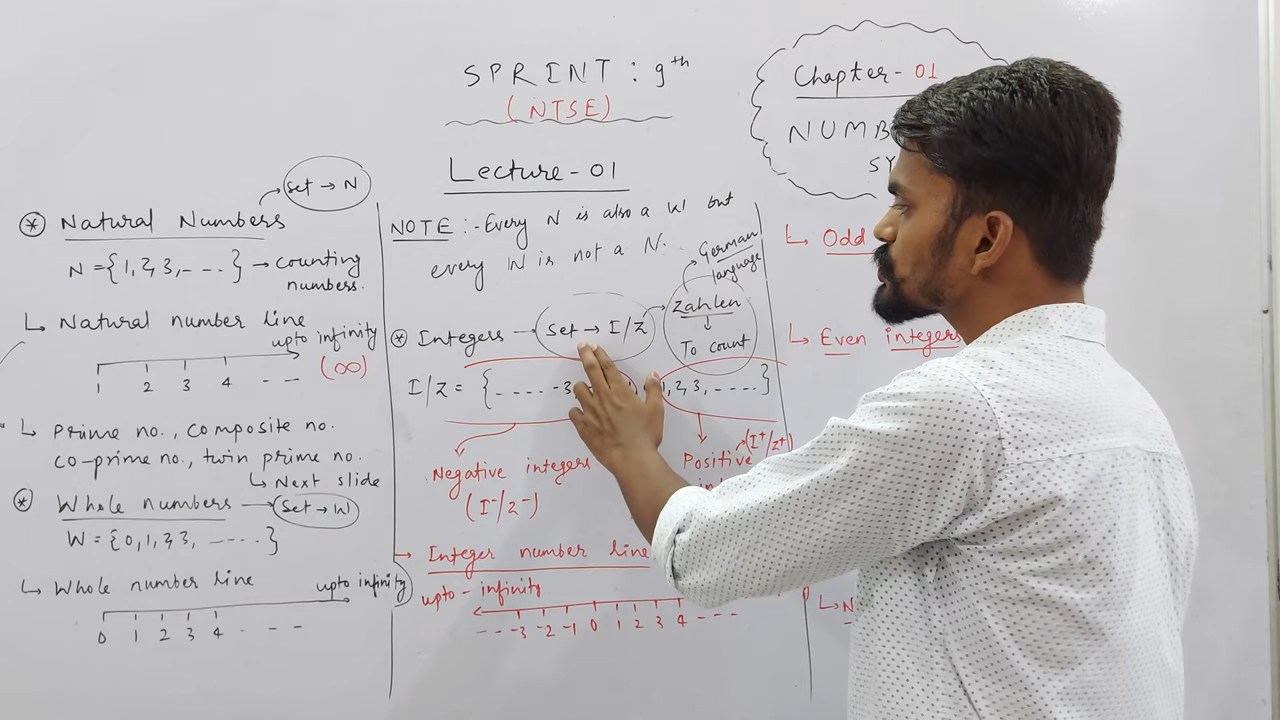 SPRINT : 9th
(NTSE)
Lecture - 01
Chapter - 01
set → N
* Natural Numbers
N = {1, 2, 3, - - - - } → counting
numbers.
↳ Natural number line
upto infinity
(∞)
1 2 3 4 - - -
↳ Prime no., composite no.
co-prime no., twin prime no.
↳ Next slide
* Whole numbers → Set → W
W = {0, 1, 2, 3, - - - - - }
↳ Whole number line
upto infinity
0 1 2 3 4 - - - -
NOTE :- Every N is also a W but
every W is not a N.
German
language
Zahlen
↓
To count
* Integers → Set → I/Z
I/Z = { - - - - - -3, 1, 2, 3, - - - - - }
Negative integers
(I⁻/Z⁻)
(I⁺/Z⁺)
Positive
→ Integer number line
upto - infinity
- - - -3 -2 -1 0 1 2 3 4 - - - -
↳ Odd
↳ Even integers